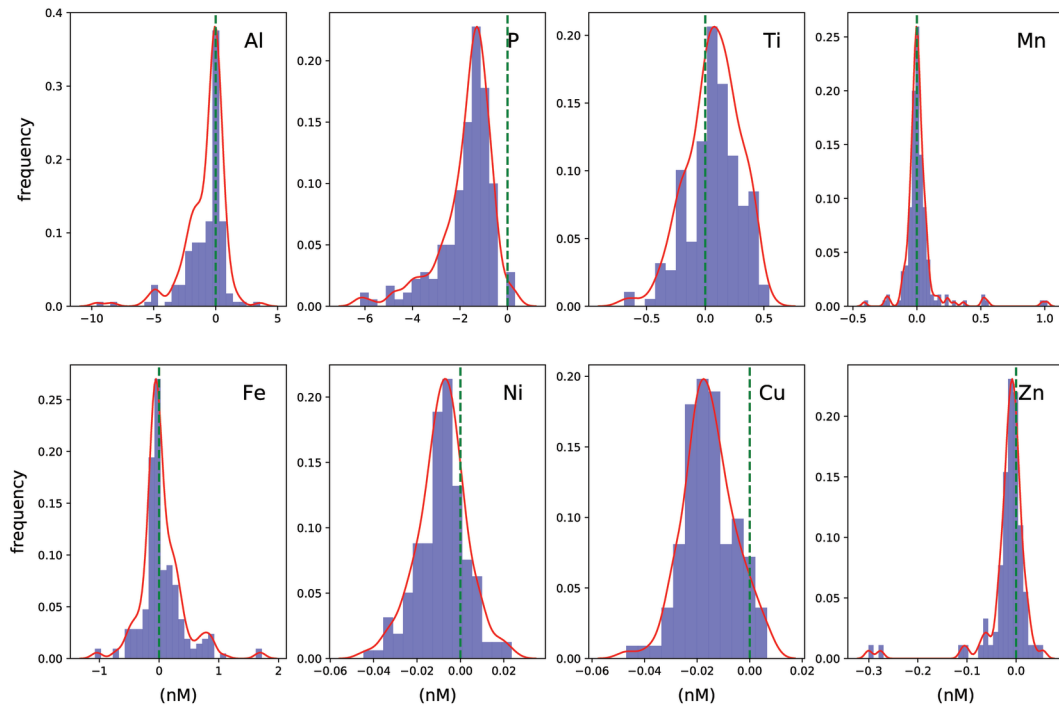 Al P Ti Mn
0.4 0.20 0.20 0.25
0.3 0.15 0.15 0.20
0.2 0.10 0.10 0.15
0.1 0.05 0.05 0.10
0.0 0.00 0.00 0.05
0.00
frequency
−10 −5 0 5 −6 −4 −2 0 −0.5 0.0 0.5 −0.5 0.0 0.5 1.0
Fe Ni Cu Zn
0.25 0.20 0.20 0.20
0.20 0.15 0.15 0.15
0.15 0.10 0.10 0.10
0.10 0.05 0.05 0.05
0.05 0.00 0.00 0.00
0.00
frequency
−1 0 1 2 −0.06 −0.04 −0.02 0.00 0.02 −0.06 −0.04 −0.02 0.00 0.02 −0.3 −0.2 −0.1 0.0
(nM) (nM) (nM) (nM)